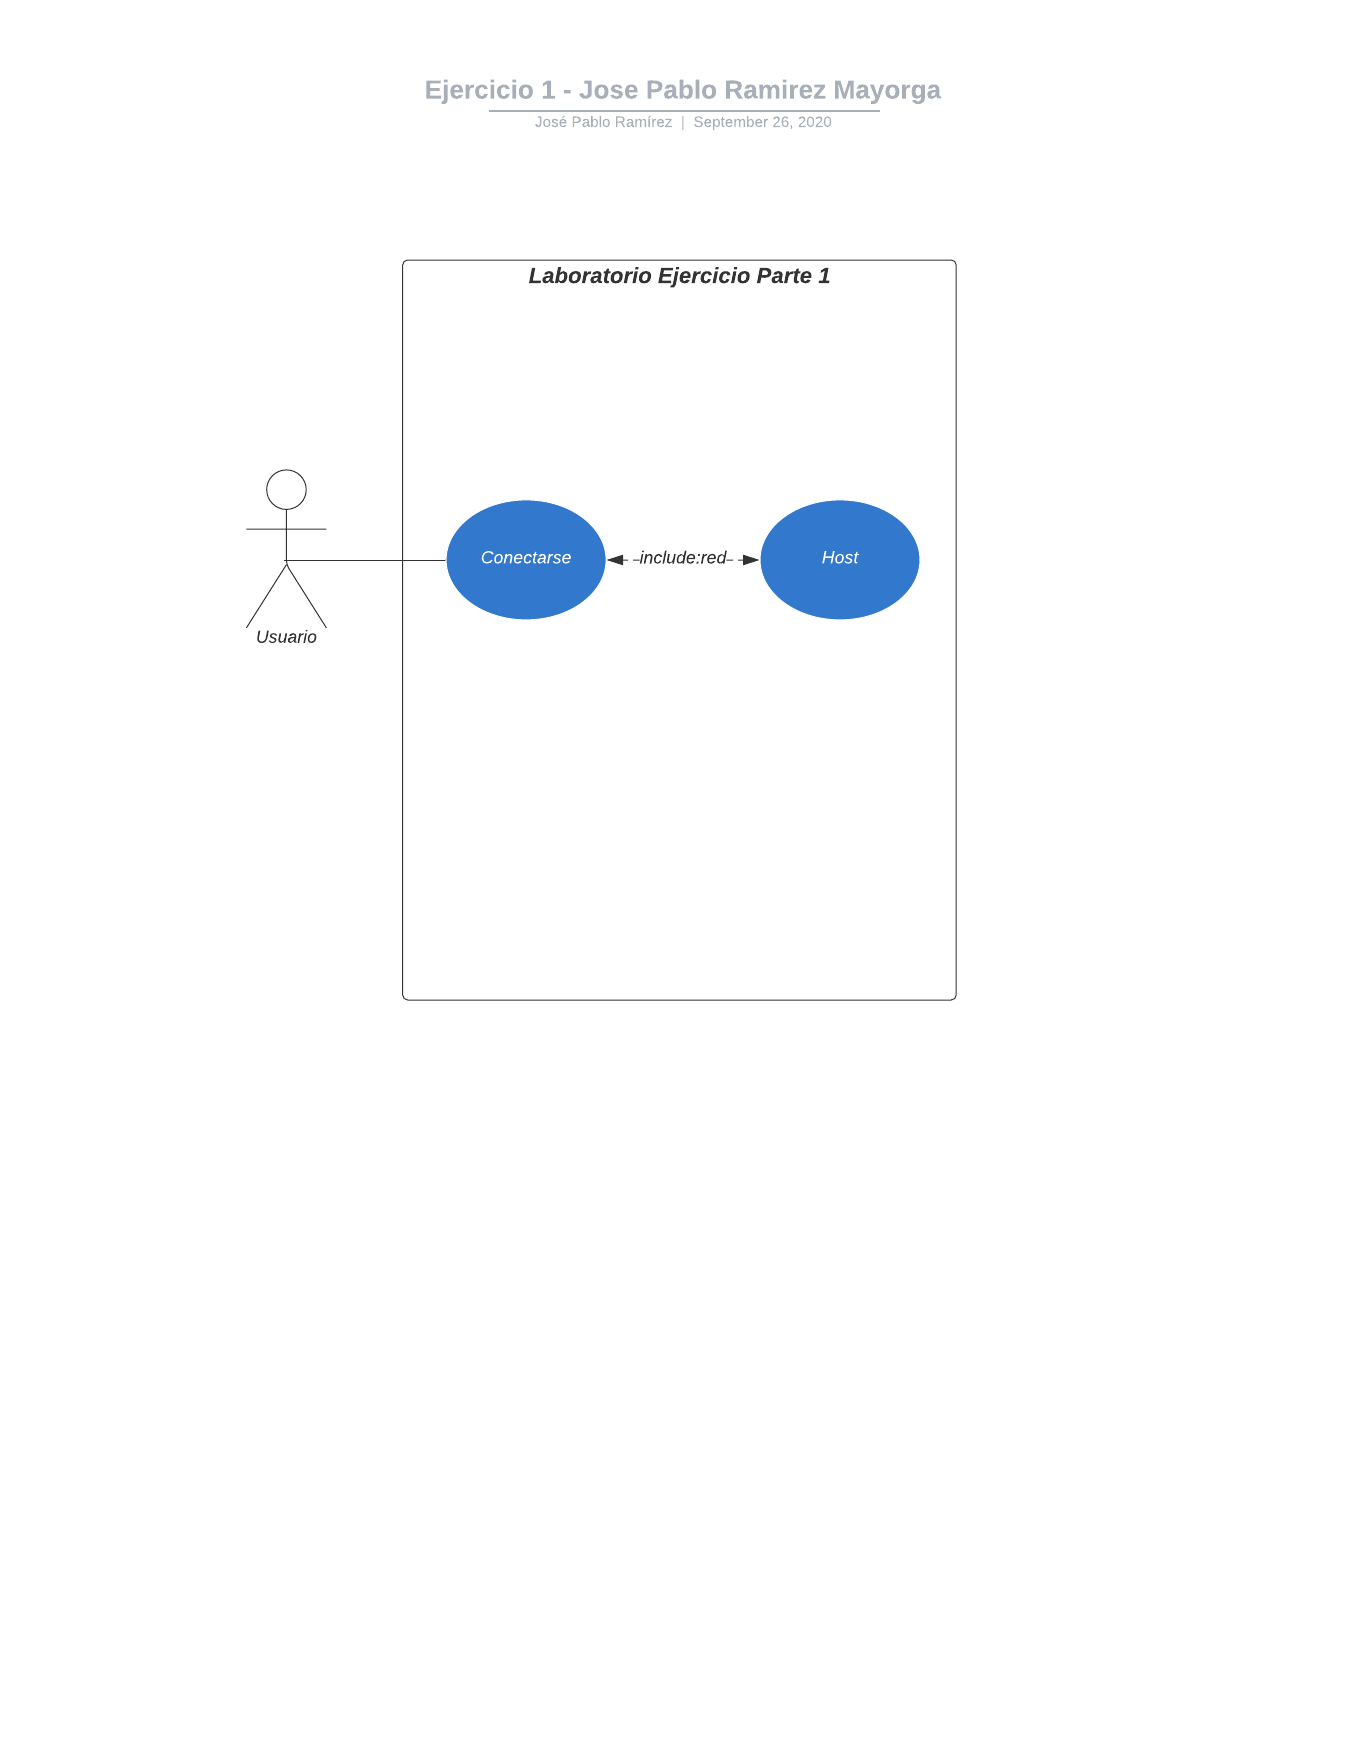 Ejercicio 1 - Jose Pablo Ramirez Mayorga
José Pablo Ramírez | September 26, 2020
Laboratorio Ejercicio Parte 1
Conectarse
include:red
Host
Usuario